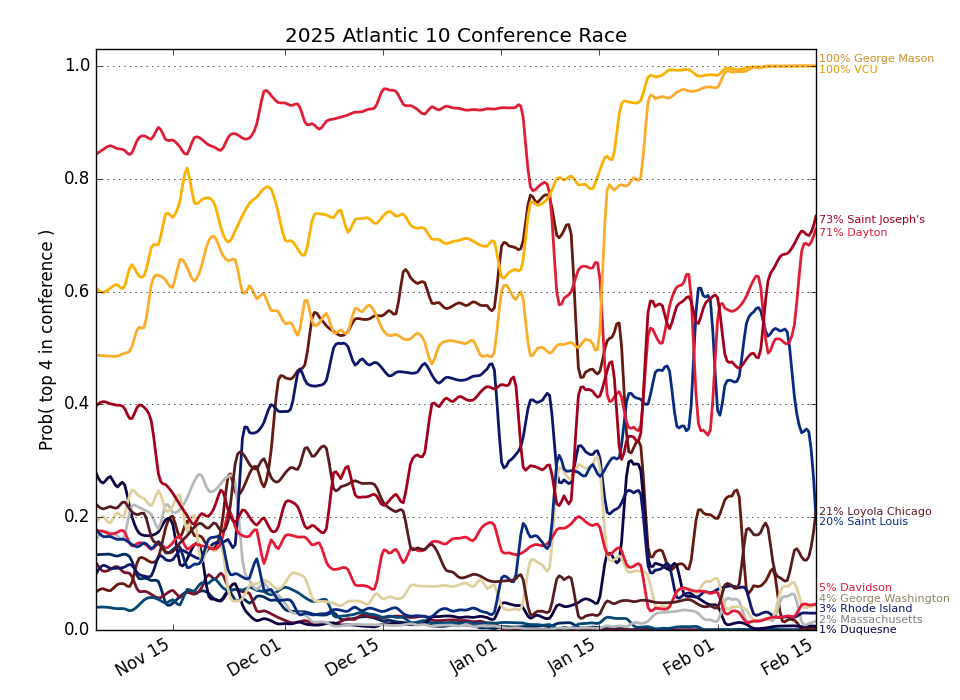 2025 Atlantic 10 Conference Race
Prob( top 4 in conference )
1.0
0.8
0.6
0.4
0.2
0.0
Nov 15
Dec 01
Dec 15
Jan 01
Jan 15
Feb 01
Feb 15
100% George Mason
100% VCU
73% Saint Joseph's
71% Dayton
21% Loyola Chicago
20% Saint Louis
5% Davidson
4% George Washington
3% Rhode Island
2% Massachusetts
1% Duquesne